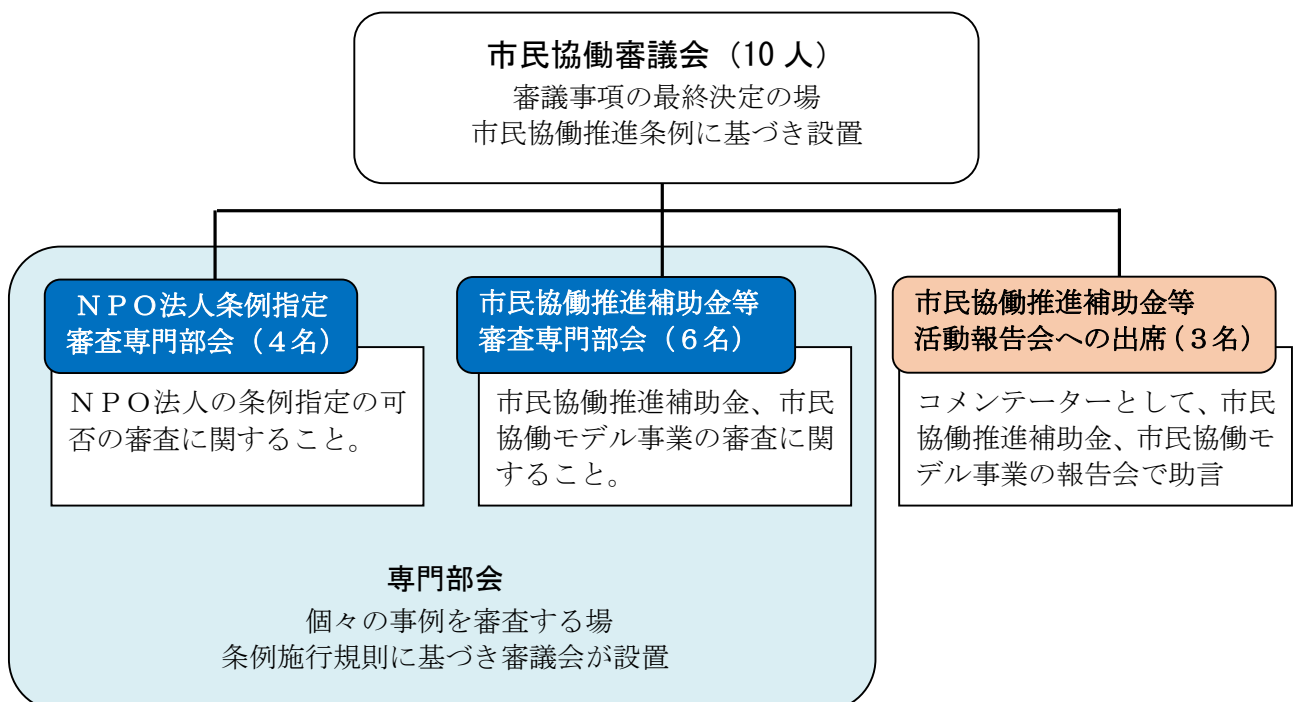 市民協働審議会（10 人）
審議事項の最終決定の場
市民協働推進条例に基づき設置
ＮＰＯ法人条例指定
審査専門部会（４名）
ＮＰＯ法人の条例指定の可
否の審査に関すること。
市民協働推進補助金等
審査専門部会（６名）
市民協働推進補助金、市民
協働モデル事業の審査に関
すること。
市民協働推進補助金等
活動報告会への出席（３名）
コメンテーターとして、市民
協働推進補助金、市民協働モ
デル事業の報告会で助言
専門部会
個々の事例を審査する場
条例施行規則に基づき審議会が設置